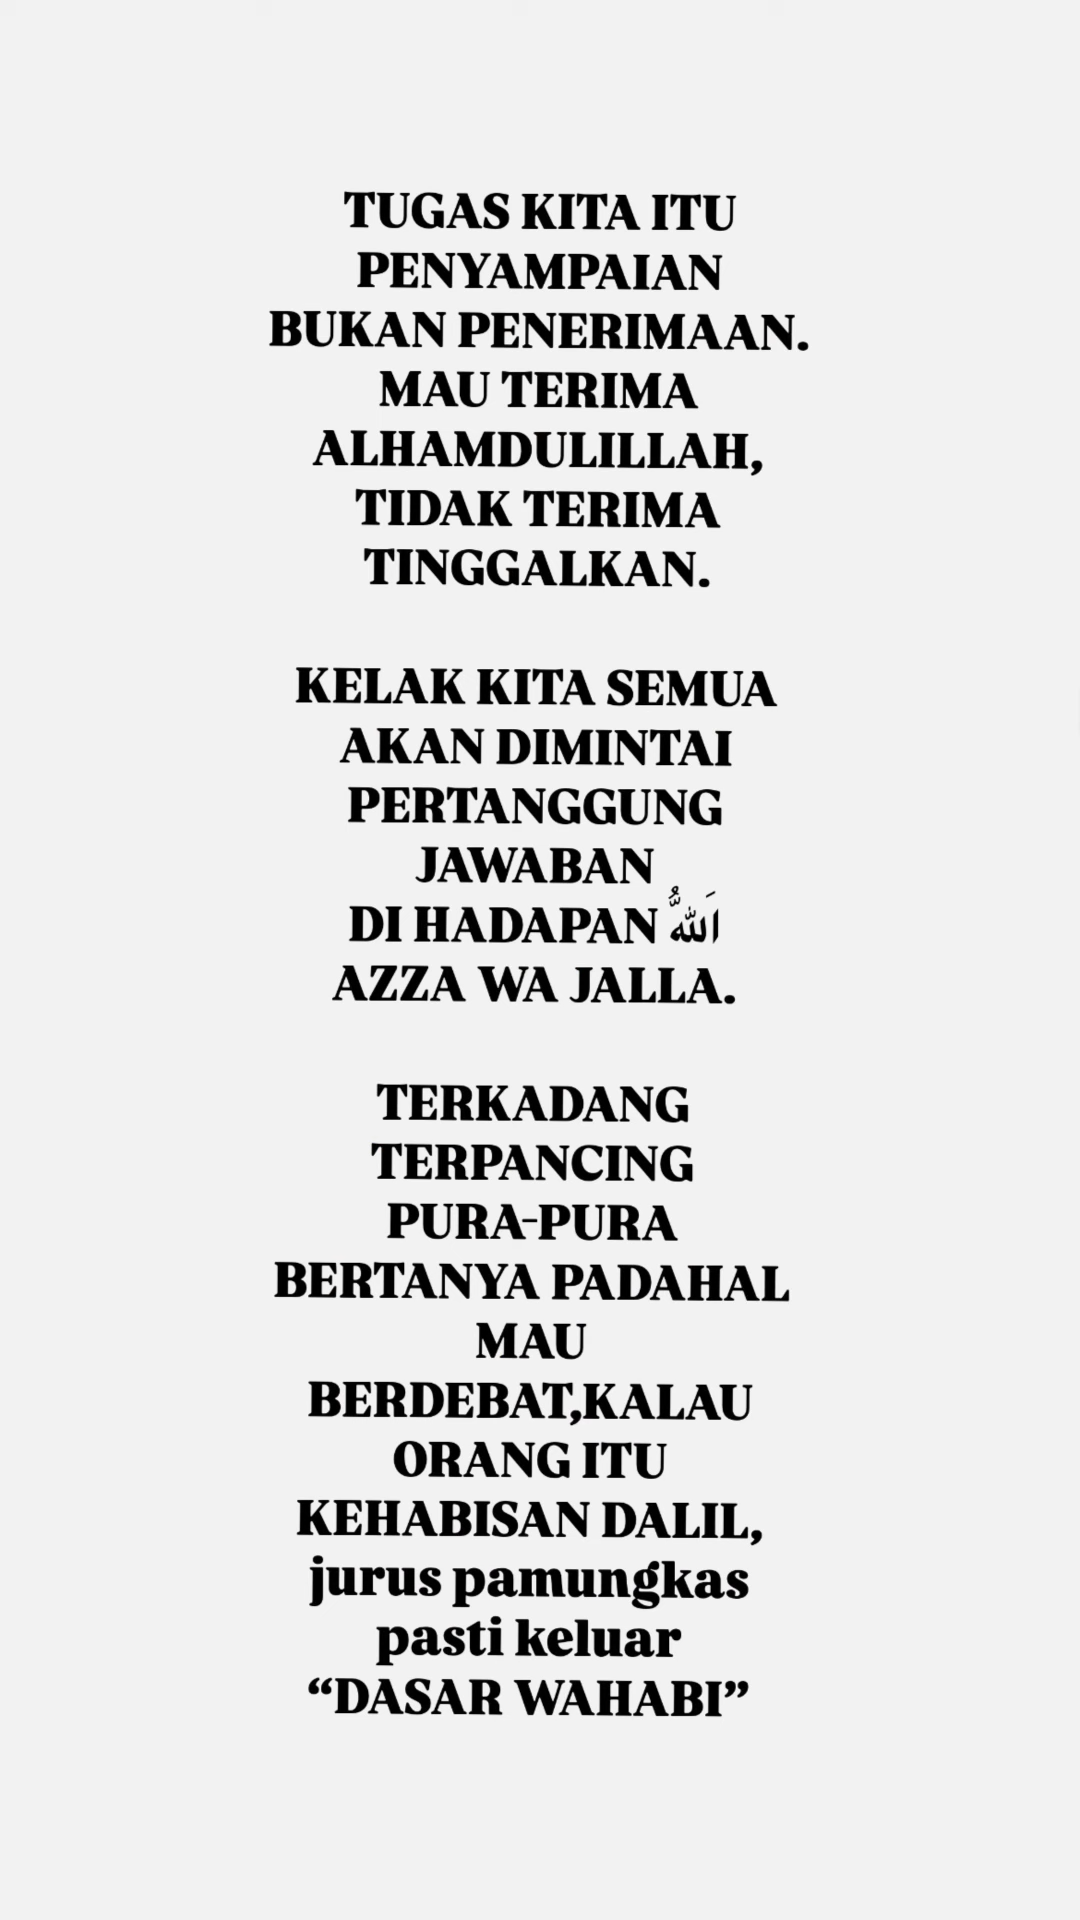 TUGAS KITA ITU
PENYAMPAIAN
BUKAN PENERIMAAN.
MAU TERIMA
ALHAMDULILLAH,
TIDAK TERIMA
TINGGALKAN.
KELAK KITA SEMUA
AKAN DIMINTAI
PERTANGGUNG
JAWABAN
DI HADAPAN اَللهُّ
AZZA WA JALLA.
TERKADANG
TERPANCING
PURA-PURA
BERTANYA PADAHAL
MAU
BERDEBAT,KALAU
ORANG ITU
KEHABISAN DALIL,
jurus pamungkas
pasti keluar
“DASAR WAHABI”